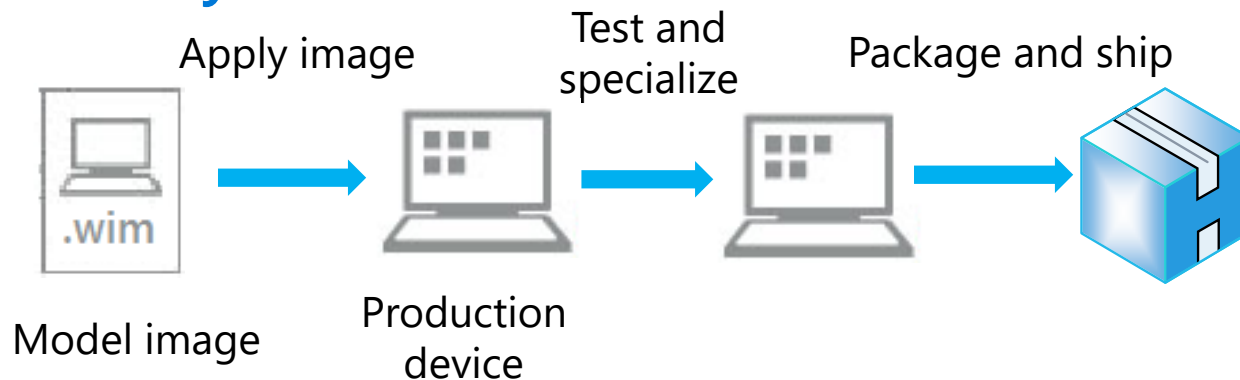 Apply image
Test and
specialize
Package and ship
.wim
Model image
Production
device